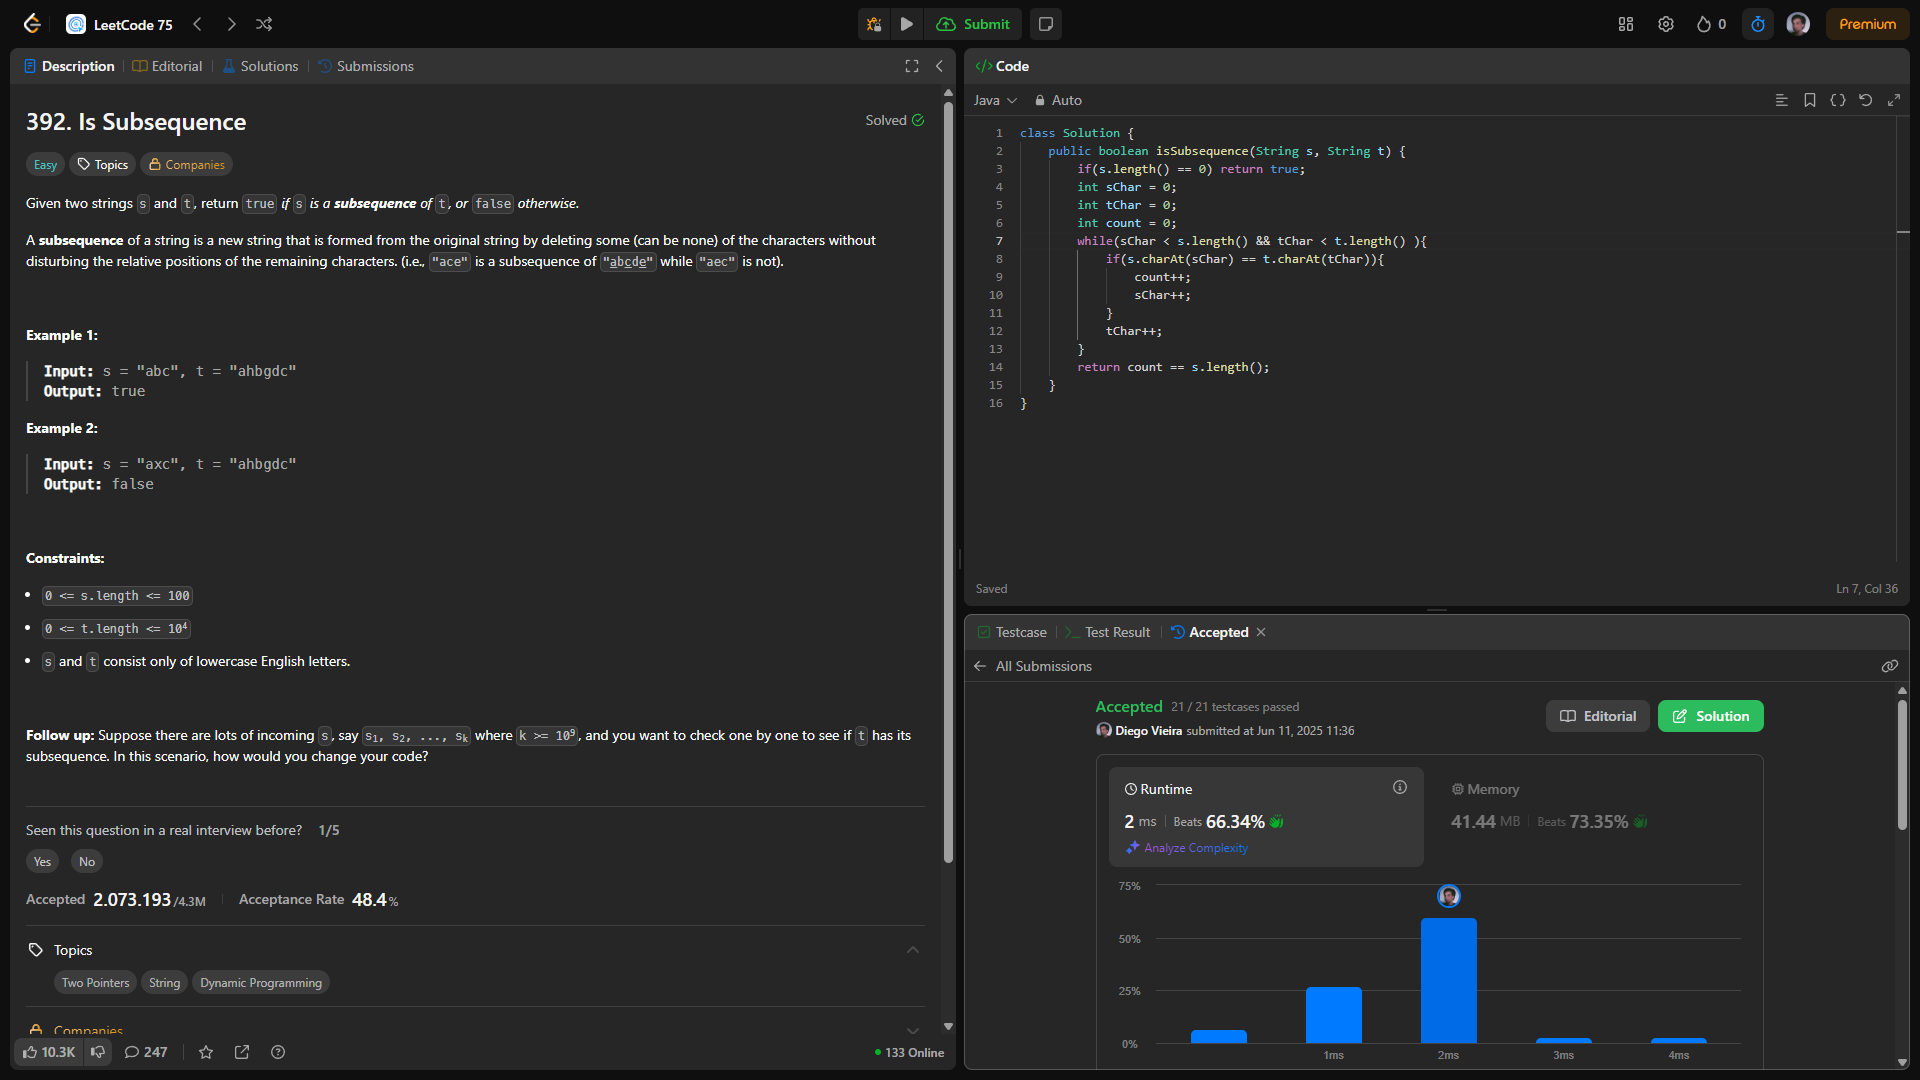 LeetCode 75
Submit
0
Premium
Description
Editorial
Solutions
Submissions
392. Is Subsequence
Solved
Easy
Topics
Companies
Given two strings s and t, return true if s is a subsequence of t, or false otherwise.
A subsequence of a string is a new string that is formed from the original string by deleting some (can be none) of the characters without
disturbing the relative positions of the remaining characters. (i.e., "ace" is a subsequence of "abcde" while "aec" is not).
Example 1:
Input: s = "abc", t = "ahbgdc"
Output: true
Example 2:
Input: s = "axc", t = "ahbgdc"
Output: false
Constraints:
0 <= s.length <= 100
0 <= t.length <= 10⁴
s and t consist only of lowercase English letters.
Follow up: Suppose there are lots of incoming s, say s₁, s₂, ..., sₖ where k >= 10⁹, and you want to check one by one to see if t has its
subsequence. In this scenario, how would you change your code?
Seen this question in a real interview before? 1/5
Yes
No
Accepted 2.073.193/4.3M
Acceptance Rate 48.4%
Topics
Two Pointers
String
Dynamic Programming
Companies
10.3K
247
133 Online
Code
Java
Auto
1 class Solution {
2 public boolean isSubsequence(String s, String t) {
3 if(s.length() == 0) return true;
4 int sChar = 0;
5 int tChar = 0;
6 int count = 0;
7 while(sChar < s.length() && tChar < t.length() ){
8 if(s.charAt(sChar) == t.charAt(tChar)){
9 count++;
10 sChar++;
11 }
12 tChar++;
13 }
14 return count == s.length();
15 }
16 }
Saved
Ln 7, Col 36
Testcase
Test Result
Accepted
All Submissions
Accepted 21 / 21 testcases passed
Diego Vieira submitted at Jun 11, 2025 11:36
Editorial
Solution
Runtime
2 ms
Beats 66.34%
Analyze Complexity
Memory
41.44 MB
Beats 73.35%
75%
50%
25%
0%
1ms
2ms
3ms
4ms